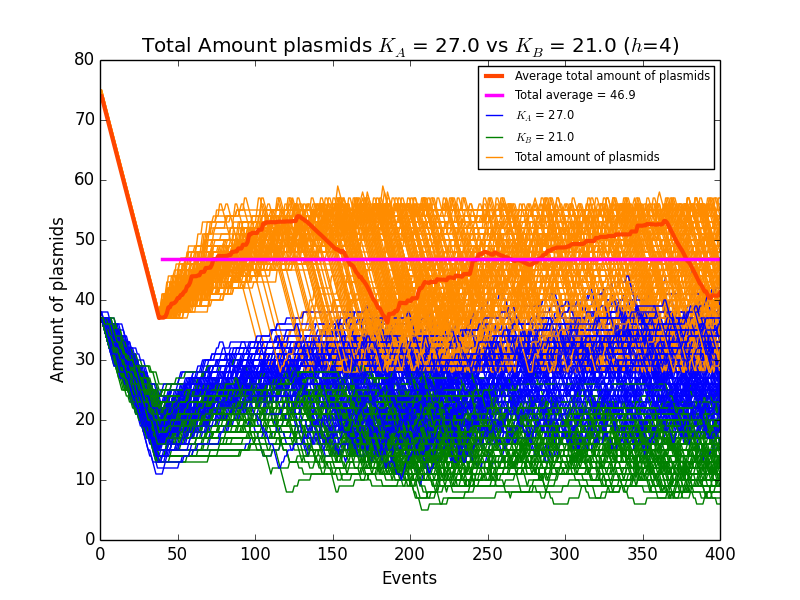 Total Amount plasmids K_A = 27.0 vs K_B = 21.0 (h=4)
Average total amount of plasmids
Total average = 46.9
K_A = 27.0
K_B = 21.0
Total amount of plasmids
Amount of plasmids
80
70
60
50
40
30
20
10
0
0 50 100 150 200 250 300 350 400
Events